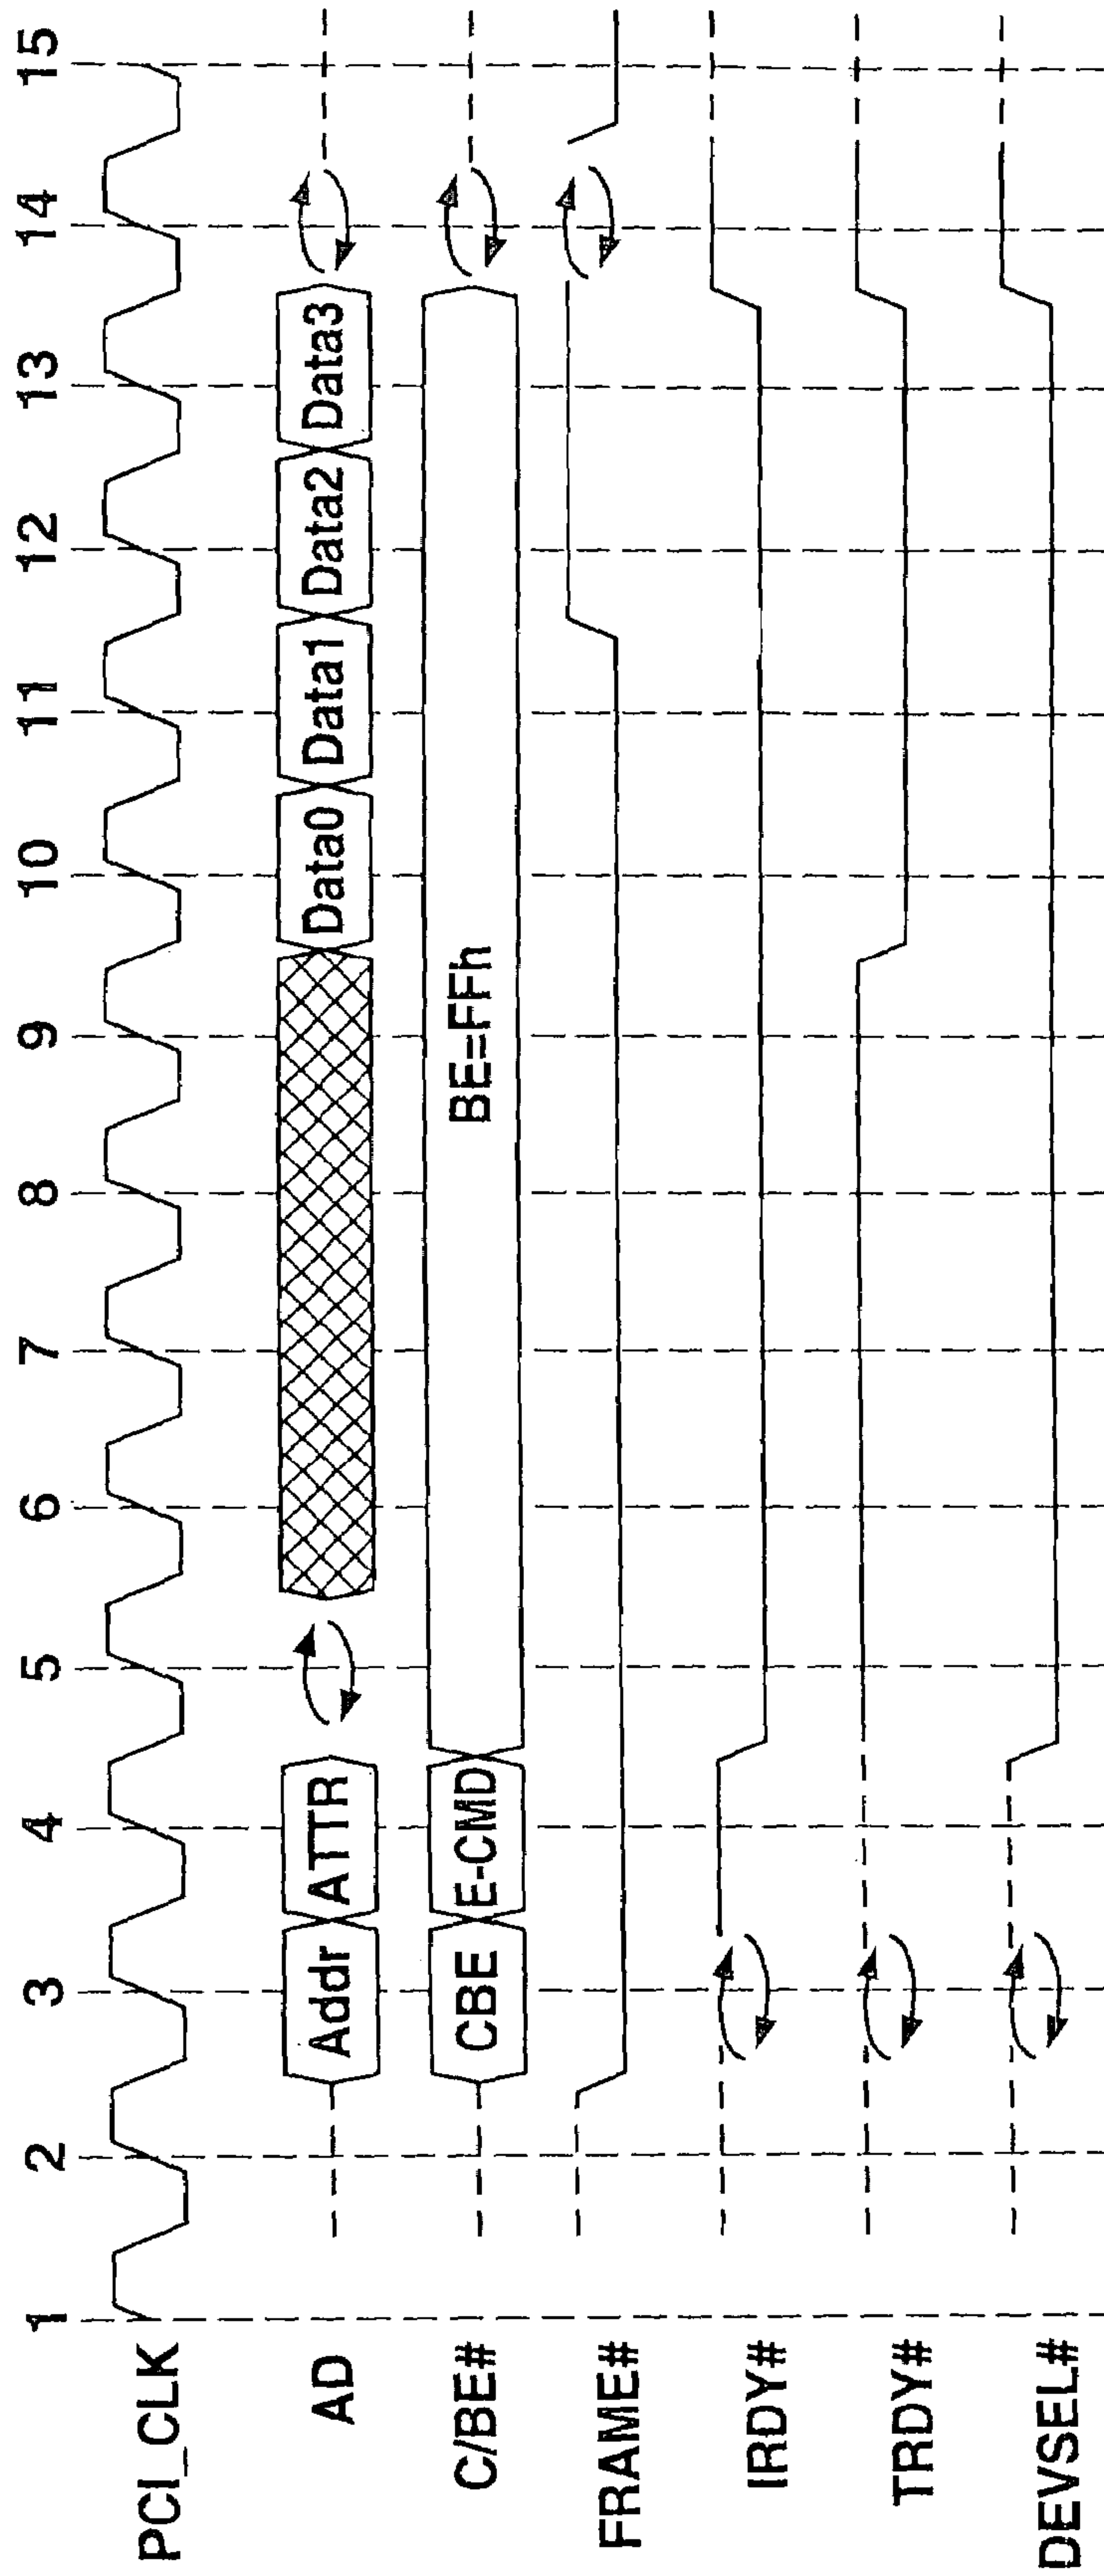 1 2 3 4 5 6 7 8 9 10 11 12 13 14 15
PCI_CLK
AD Addr ATTR Data0 Data1 Data2 Data3
C/BE# CBE E-CMD BE=FFh
FRAME#
IRDY#
TRDY#
DEVSEL#